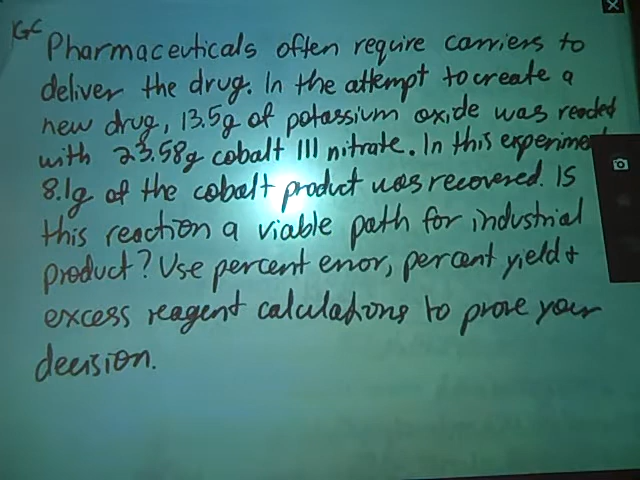 KGC
Pharmaceuticals often require carriers to
deliver the drug. In the attempt to create a
new drug, 13.5g of potassium oxide was reacted
with 23.58g cobalt III nitrate. In this experimen
8.1g of the cobalt product was recovered. Is
this reaction a viable path for industrial
product? Use percent error, percent yield +
excess reagent calculations to prove your
decision.